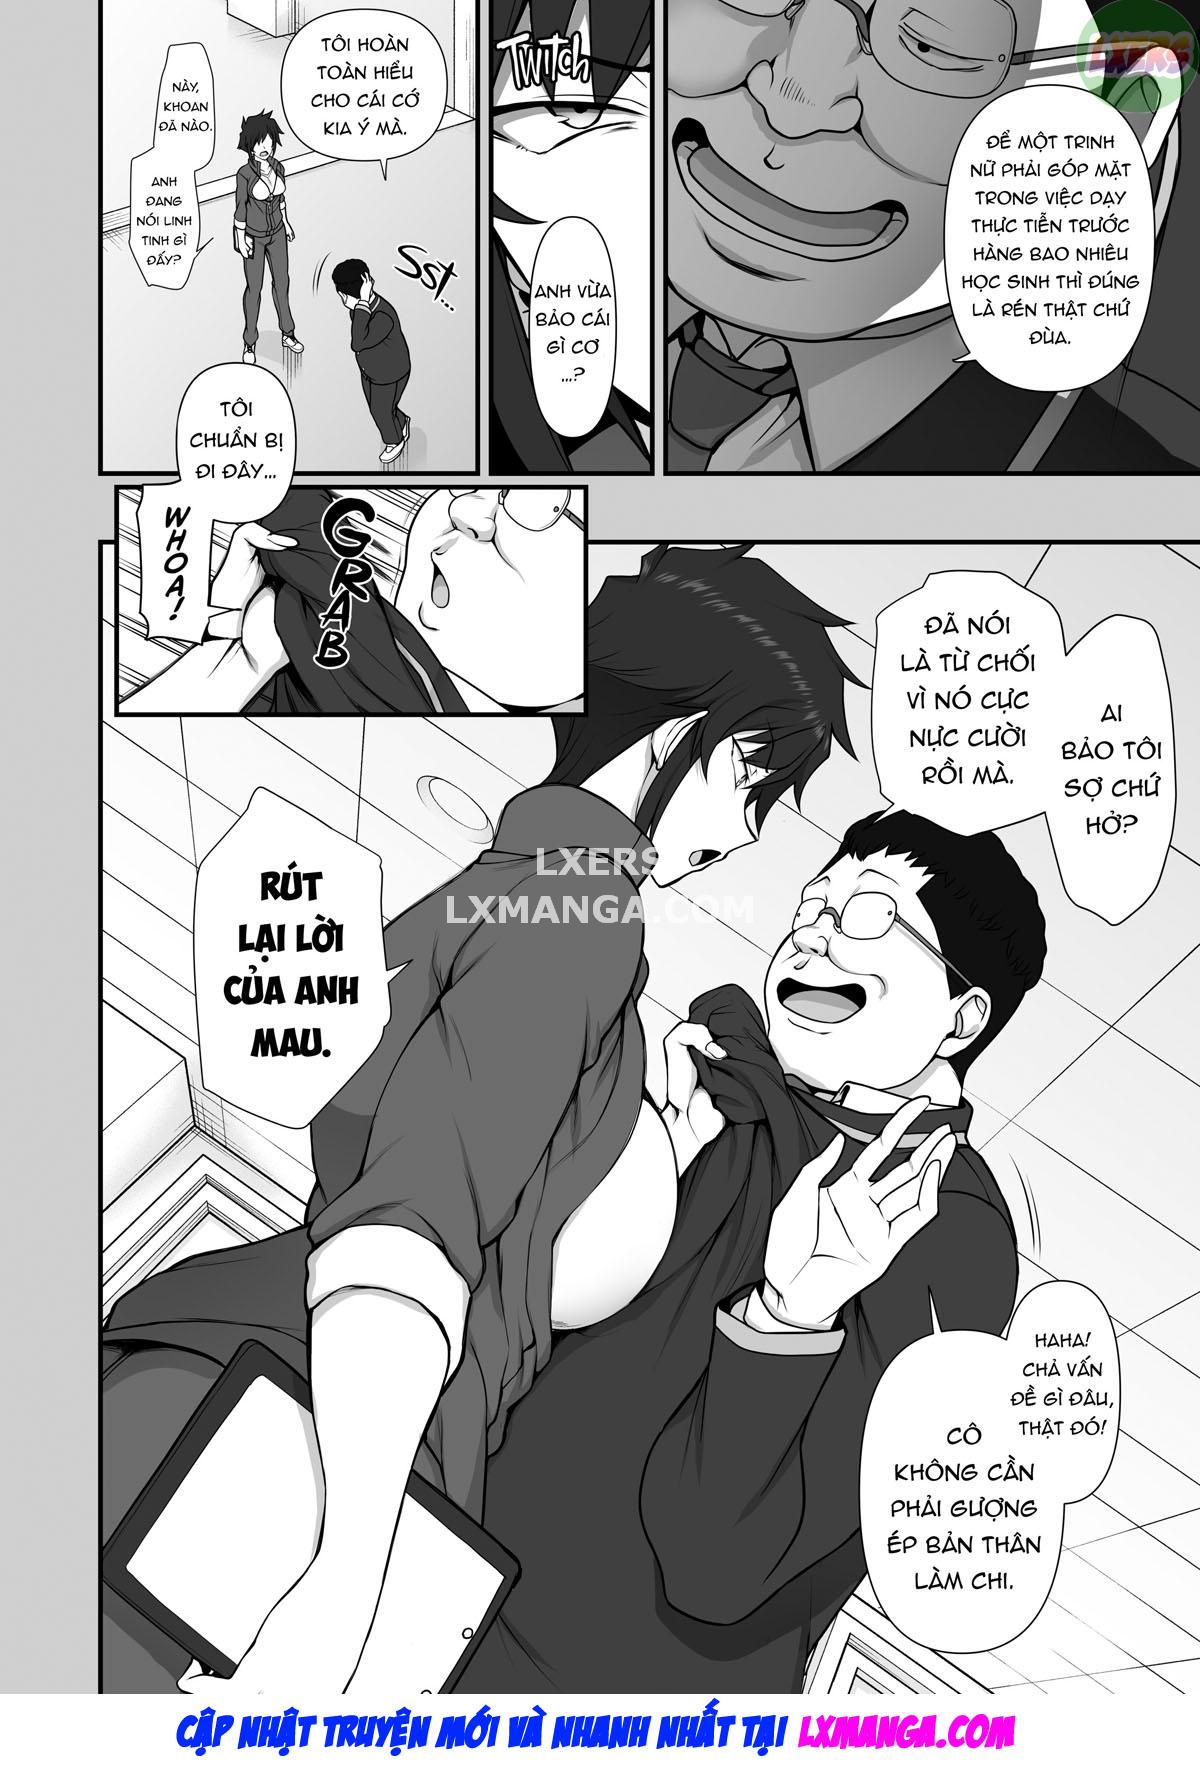 LXERS
ĐỂ MỘT TRINH
NỮ PHẢI GÓP MẶT
TRONG VIỆC DẠY
THỰC TIỄN TRƯỚC
HÀNG BAO NHIÊU
HỌC SINH THÌ ĐÚNG
LÀ RÉN THẬT CHỨ
ĐÙA.
TWITCH
ANH VỪA
BẢO CÁI
GÌ CƠ
...?
TÔI HOÀN
TOÀN HIỂU
CHO CÁI CỚ
KIA Ý MÀ.
NÀY,
KHOAN
ĐÃ NÀO.
ANH
ĐANG
NÓI LINH
TINH GÌ
ĐẤY?
SST...
TÔI
CHUẨN BỊ
ĐI ĐÂY...
WHOA!
GRAB
AI
BẢO TÔI
SỢ CHỨ
HỞ?
ĐÃ NÓI
LÀ TỪ CHỐI
VÌ NÓ CỰC
NỰC CƯỜI
RỒI MÀ.
RÚT
LẠI LỜI
CỦA ANH
MAU.
LXERS
LXMANGA.COM
HAHA!
CHẢ VẤN
ĐỀ GÌ ĐÂU,
THẬT ĐÓ!
CÔ
KHÔNG CẦN
PHẢI GƯỢNG
ÉP BẢN THÂN
LÀM CHI.
CẬP NHẬT TRUYỆN MỚI VÀ NHANH NHẤT TẠI LXMANGA.COM